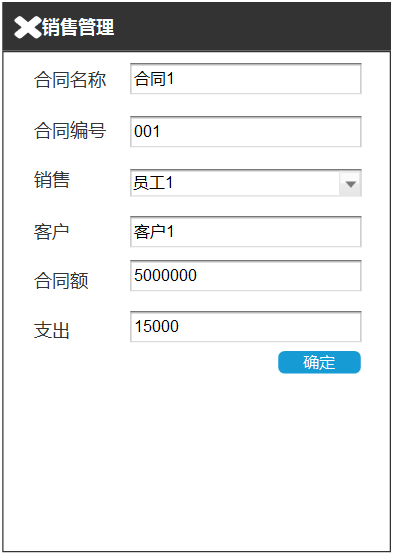 销售管理
合同名称 合同1
合同编号 001
销售 员工1
客户 客户1
合同额 5000000
支出 15000
确定